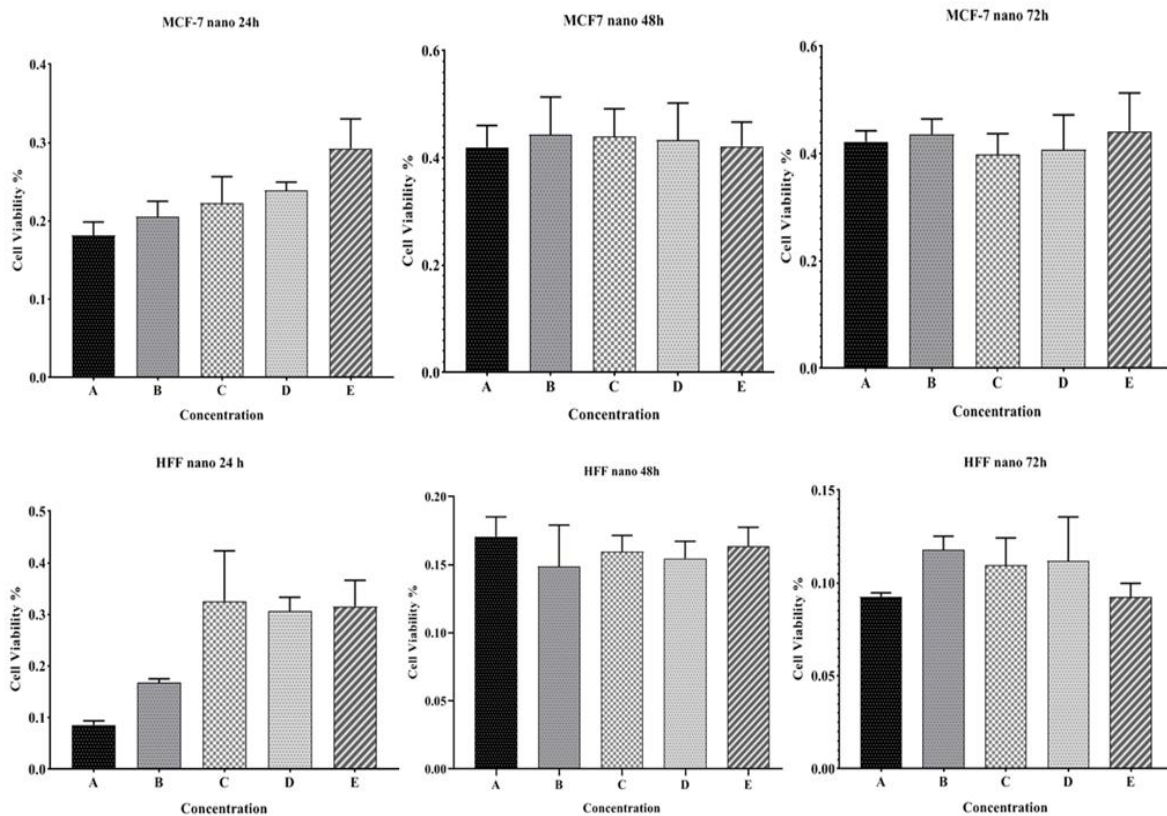 MCF-7 nano 24h
Cell Viability %
0.4
0.3
0.2
0.1
0.0
A B C D E
Concentration
MCF7 nano 48h
Cell Viability %
0.6
0.4
0.2
0.0
A B C D E
Concentration
MCF-7 nano 72h
Cell Viability %
0.6
0.4
0.2
0.0
A B C D E
Concentration
HFF nano 24 h
Cell Viability %
0.5
0.4
0.3
0.2
0.1
0.0
A B C D E
Concentration
HFF nano 48h
Cell Viability %
0.20
0.15
0.10
0.05
0.00
A B C D E
Concentration
HFF nano 72h
Cell Viability %
0.15
0.10
0.05
0.00
A B C D E
Concentration